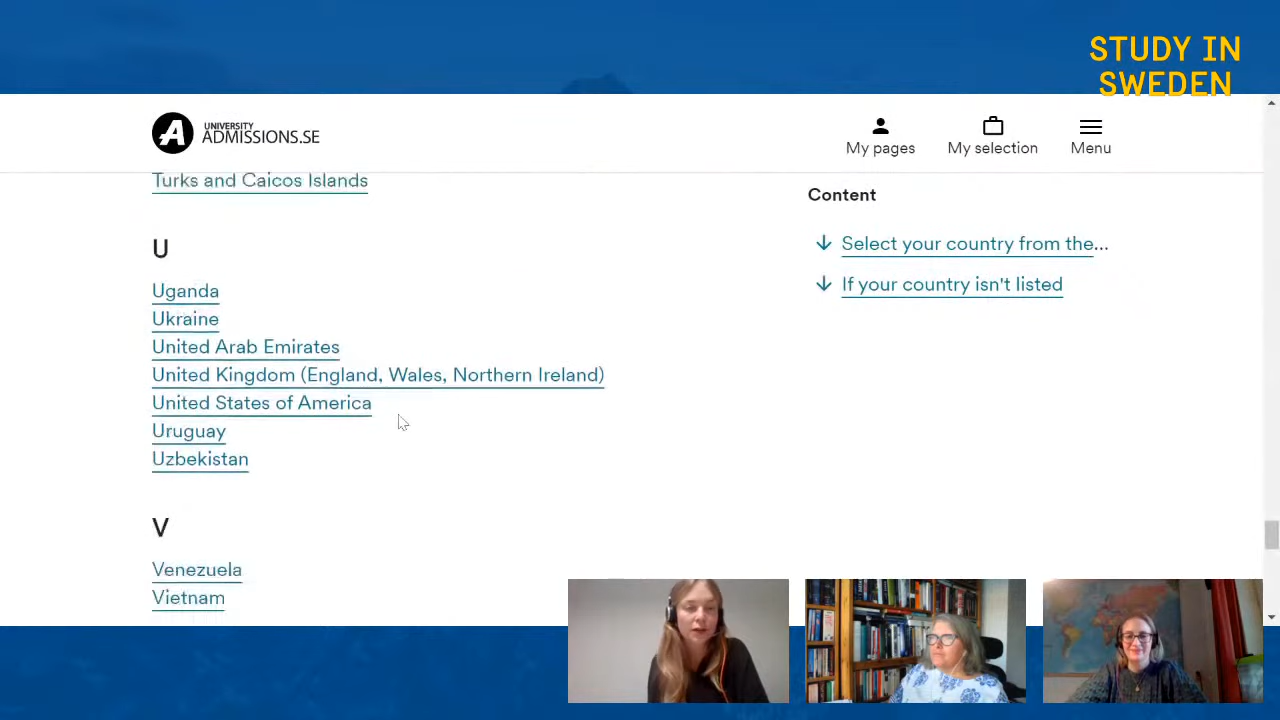 STUDY IN
SWEDEN
UNIVERSITY
ADMISSIONS.SE
My pages
My selection
Menu
Turks and Caicos Islands
U
Uganda
Ukraine
United Arab Emirates
United Kingdom (England, Wales, Northern Ireland)
United States of America
Uruguay
Uzbekistan
V
Venezuela
Vietnam
Content
Select your country from the...
If your country isn't listed